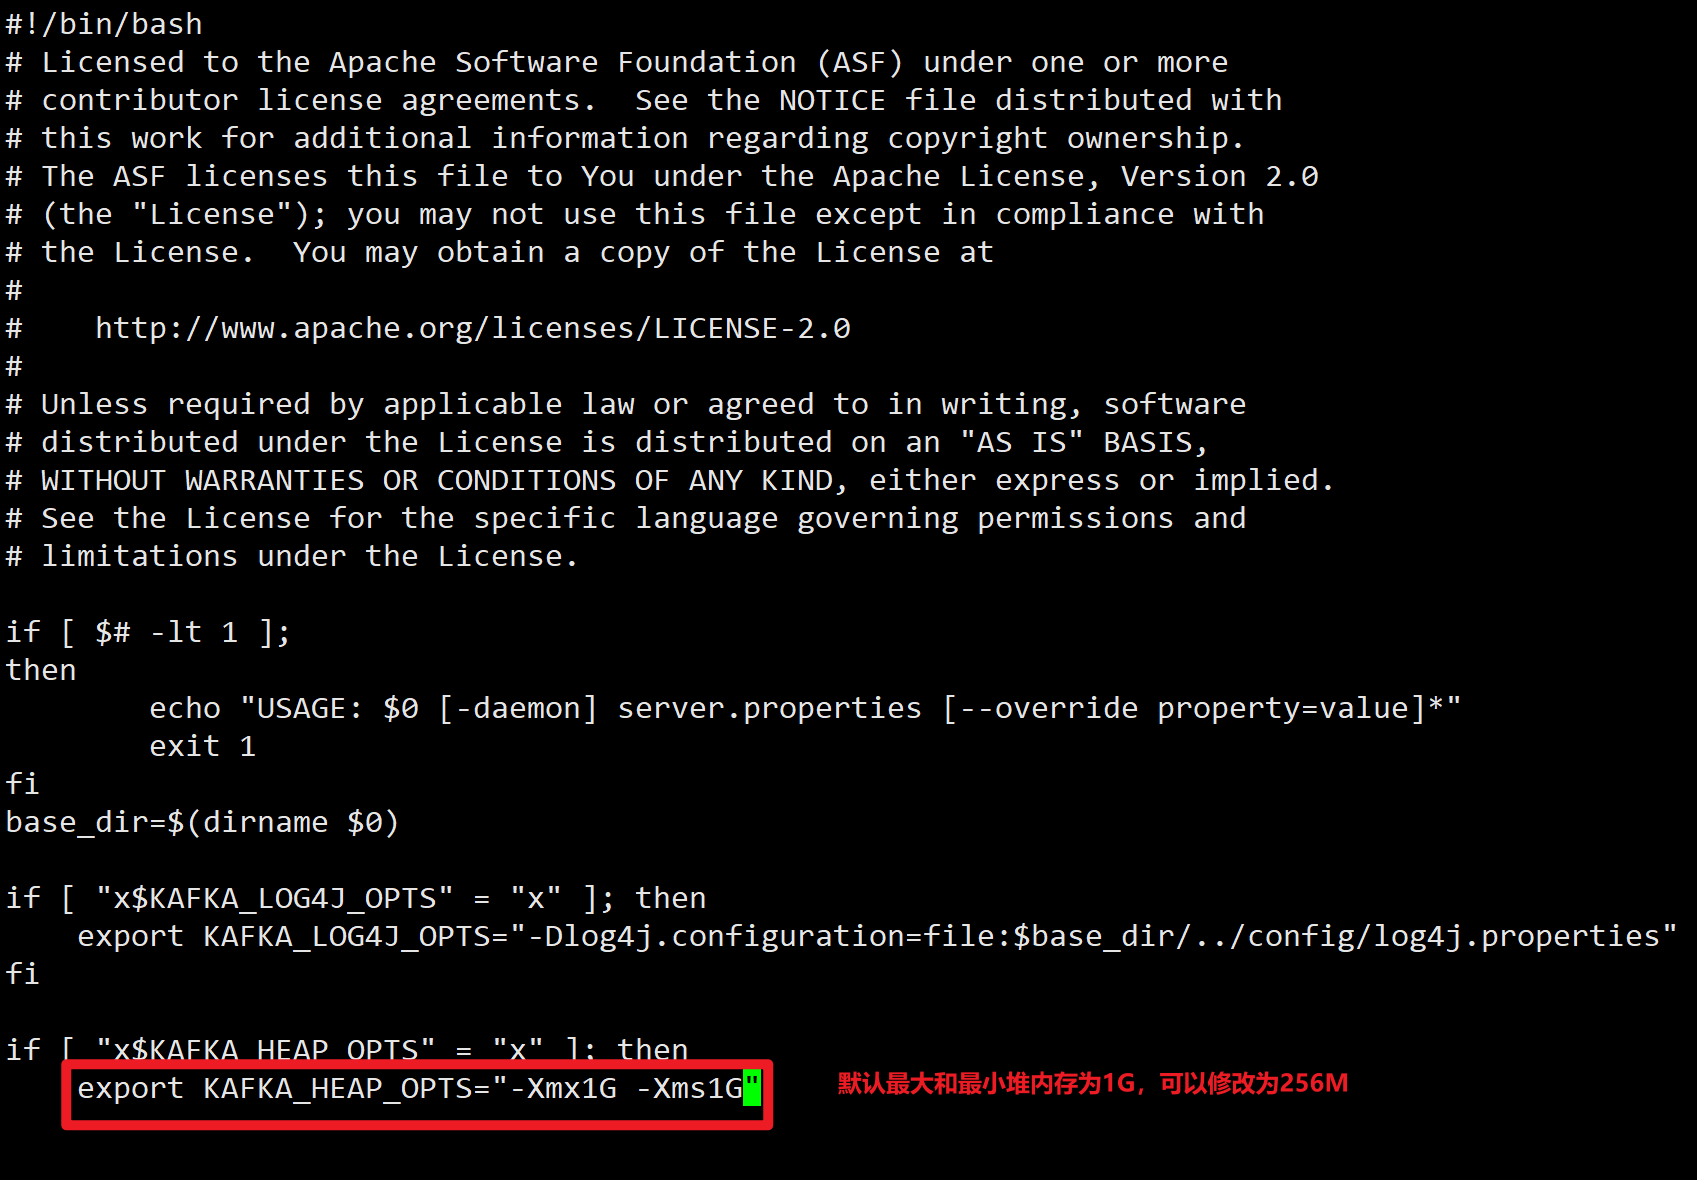 #!/bin/bash
# Licensed to the Apache Software Foundation (ASF) under one or more
# contributor license agreements.  See the NOTICE file distributed with
# this work for additional information regarding copyright ownership.
# The ASF licenses this file to You under the Apache License, Version 2.0
# (the "License"); you may not use this file except in compliance with
# the License.  You may obtain a copy of the License at
#
#    http://www.apache.org/licenses/LICENSE-2.0
#
# Unless required by applicable law or agreed to in writing, software
# distributed under the License is distributed on an "AS IS" BASIS,
# WITHOUT WARRANTIES OR CONDITIONS OF ANY KIND, either express or implied.
# See the License for the specific language governing permissions and
# limitations under the License.

if [ $# -lt 1 ];
then
        echo "USAGE: $0 [-daemon] server.properties [--override property=value]*"
        exit 1
fi
base_dir=$(dirname $0)

if [ "x$KAFKA_LOG4J_OPTS" = "x" ]; then
    export KAFKA_LOG4J_OPTS="-Dlog4j.configuration=file:$base_dir/../config/log4j.properties"
fi

if [ "x$KAFKA_HEAP_OPTS" = "x" ]; then
    export KAFKA_HEAP_OPTS="-Xmx1G -Xms1G"
默认最大和最小堆内存为1G，可以修改为256M